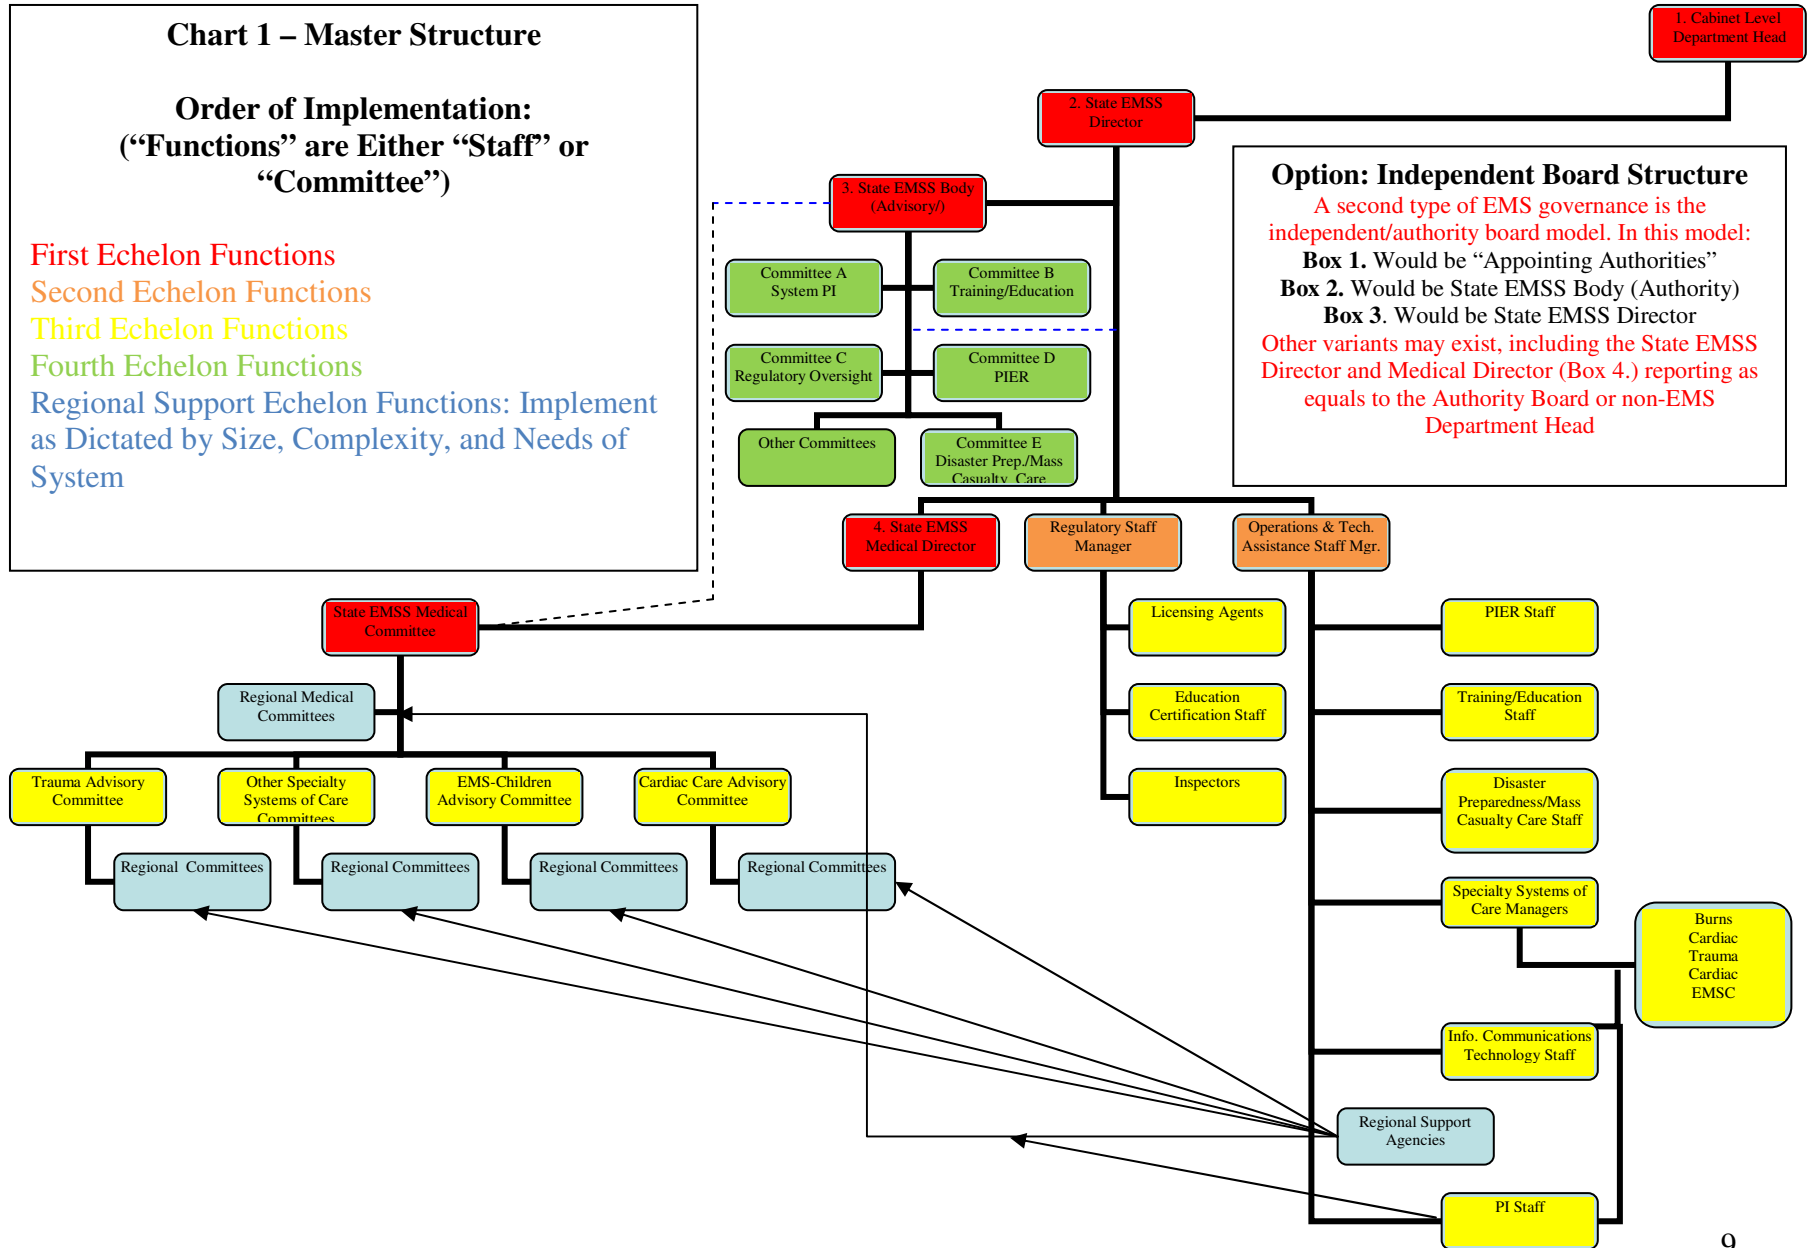 Chart 1 – Master Structure
Order of Implementation:
(“Functions” are Either “Staff” or
“Committee”)
First Echelon Functions
Second Echelon Functions
Third Echelon Functions
Fourth Echelon Functions
Regional Support Echelon Functions: Implement
as Dictated by Size, Complexity, and Needs of
System
1. Cabinet Level
Department Head
2. State EMSS
Director
Option: Independent Board Structure
A second type of EMS governance is the
independent/authority board model. In this model:
Box 1. Would be “Appointing Authorities”
Box 2. Would be State EMSS Body (Authority)
Box 3. Would be State EMSS Director
Other variants may exist, including the State EMSS
Director and Medical Director (Box 4.) reporting as
equals to the Authority Board or non-EMS
Department Head
3. State EMSS Body
(Advisory/)
Committee A
System PI
Committee B
Training/Education
Committee C
Regulatory Oversight
Committee D
PIER
Other Committees
Committee E
Disaster Prep./Mass
Casualty Care
4. State EMSS
Medical Director
Regulatory Staff
Manager
Operations & Tech.
Assistance Staff Mgr.
State EMSS Medical
Committee
Licensing Agents
PIER Staff
Regional Medical
Committees
Education
Certification Staff
Training/Education
Staff
Trauma Advisory
Committee
Other Specialty
Systems of Care
Committees
EMS-Children
Advisory Committee
Cardiac Care Advisory
Committee
Inspectors
Disaster
Preparedness/Mass
Casualty Care Staff
Regional Committees
Regional Committees
Regional Committees
Regional Committees
Specialty Systems of
Care Managers
Burns
Cardiac
Trauma
Cardiac
EMSC
Info. Communications
Technology Staff
Regional Support
Agencies
PI Staff
9